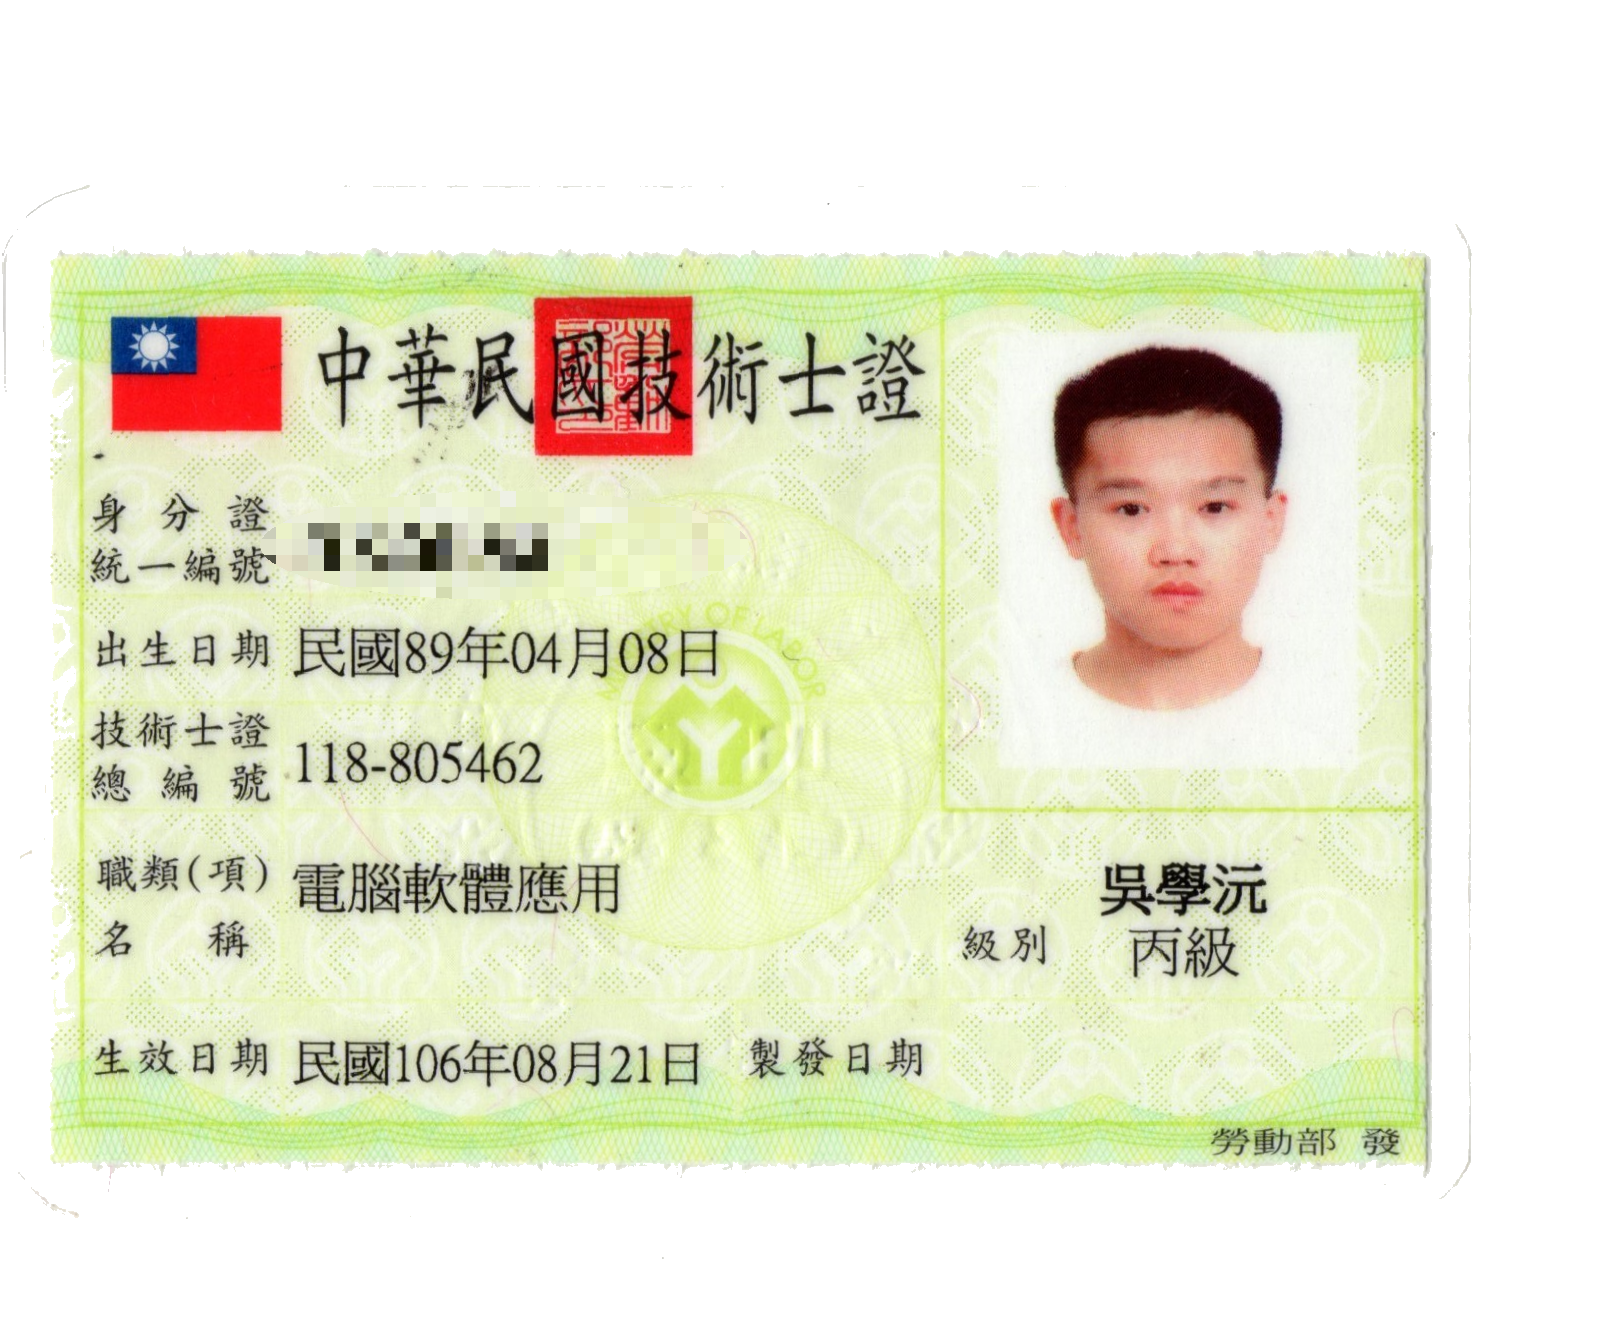 中華民國技術士證
身分證
統一編號
出生日期 民國89年04月08日
技術士證
總編號 118-805462
職類(項)
名稱 電腦軟體應用
吳學沅
級別 丙級
生效日期 民國106年08月21日 製發日期
勞動部 發
MINISTRY OF LABOR